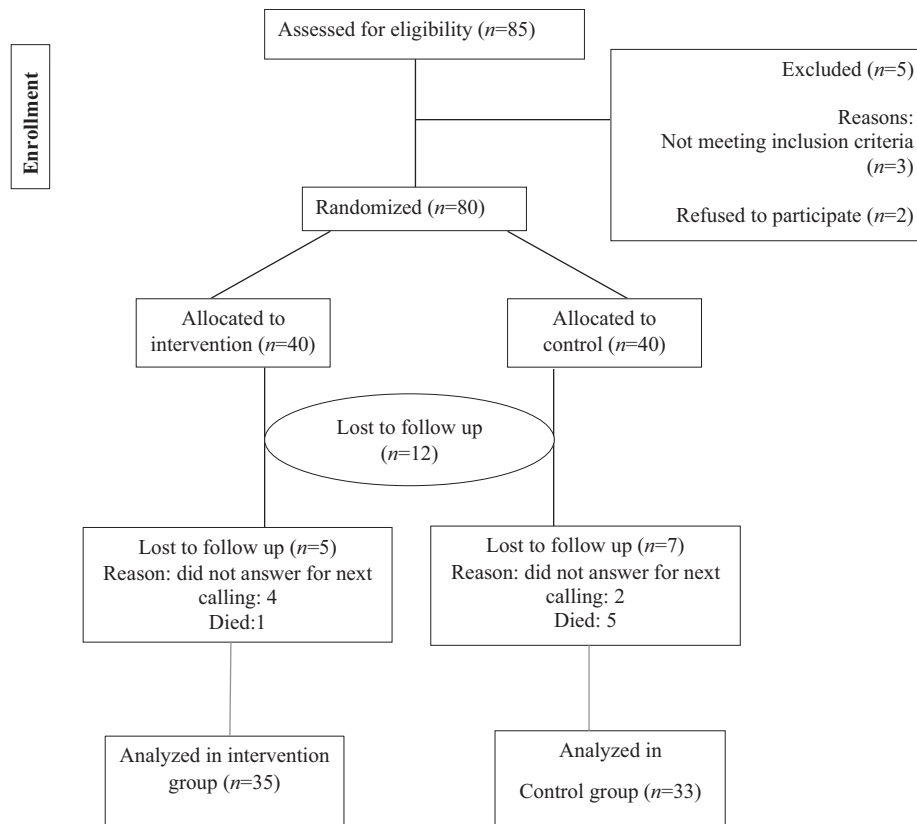 Assessed for eligibility (n=85)
Enrollment
Excluded (n=5)
Reasons:
Not meeting inclusion criteria
(n=3)
Refused to participate (n=2)
Randomized (n=80)
Allocated to
intervention (n=40)
Allocated to
control (n=40)
Lost to follow up
(n=12)
Lost to follow up (n=5)
Reason: did not answer for next
calling: 4
Died:1
Lost to follow up (n=7)
Reason: did not answer for next
calling: 2
Died: 5
Analyzed in intervention
group (n=35)
Analyzed in
Control group (n=33)